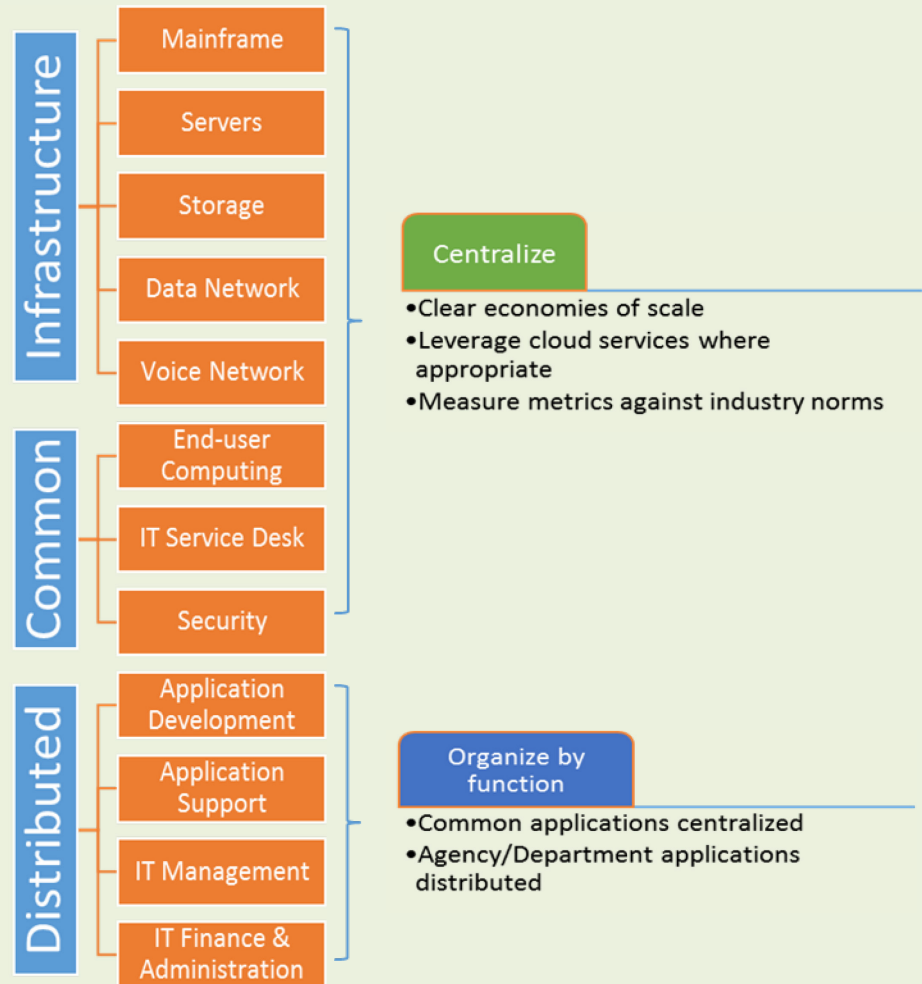 Infrastructure
Mainframe
Servers
Storage
Data Network
Voice Network
Common
End-user
Computing
IT Service Desk
Security
Centralize
•Clear economies of scale
•Leverage cloud services where
appropriate
•Measure metrics against industry norms
Distributed
Application
Development
Application
Support
IT Management
IT Finance &
Administration
Organize by
function
•Common applications centralized
•Agency/Department applications
distributed